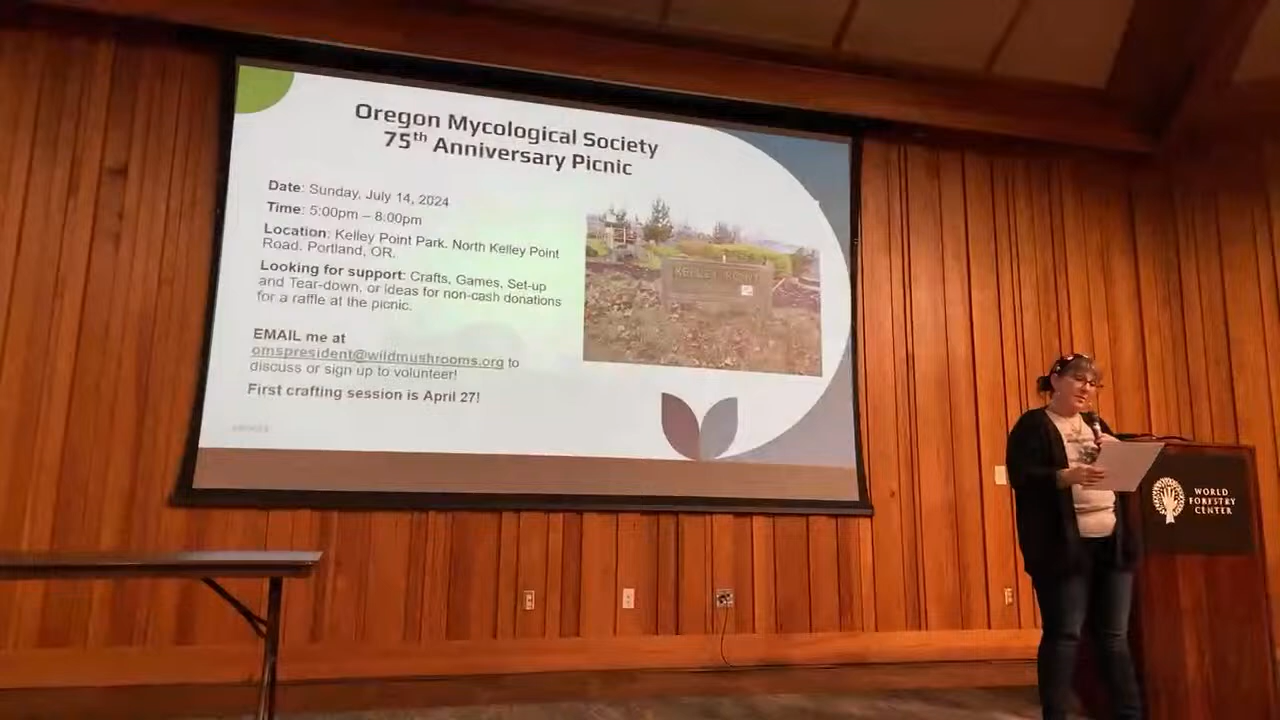 Oregon Mycological Society
75th Anniversary Picnic
Date: Sunday, July 14, 2024
Time: 5:00pm – 8:00pm
Location: Kelley Point Park. North Kelley Point
Road. Portland, OR.
Looking for support: Crafts, Games, Set-up
and Tear-down, or ideas for non-cash donations
for a raffle at the picnic.
EMAIL me at
omspresident@wildmushrooms.org to
discuss or sign up to volunteer!
First crafting session is April 27!
KELLEY POINT
WORLD
FORESTRY
CENTER